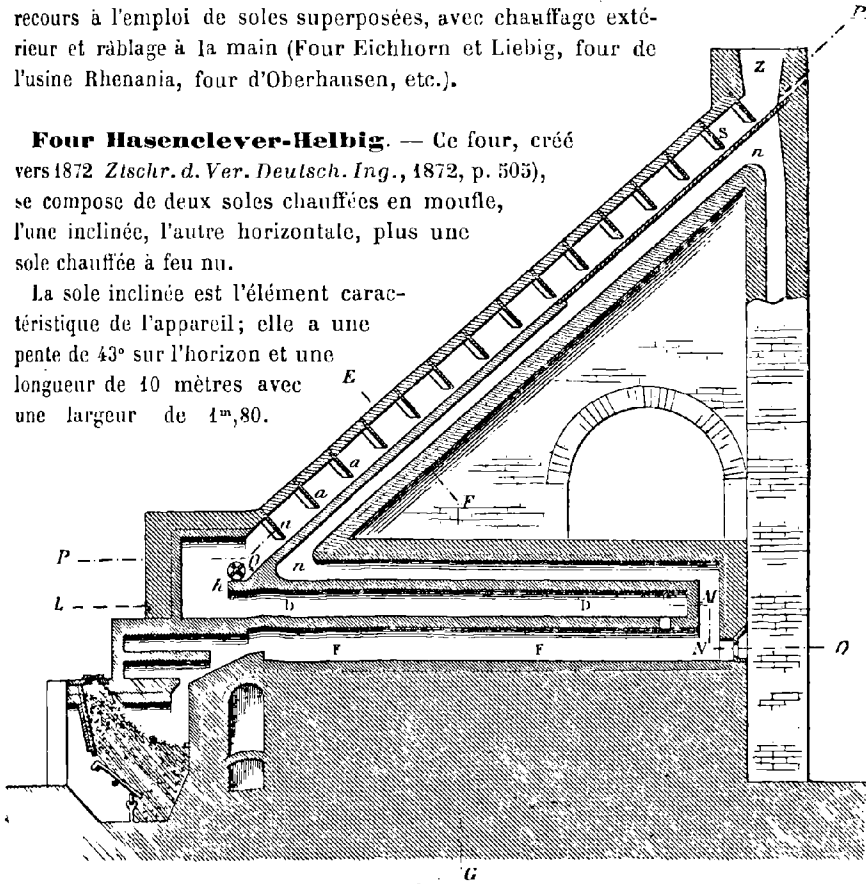 recours à l'emploi de soles superposées, avec chauffage exté-
rieur et râblage à la main (Four Eichhorn et Liebig, four de
l'usine Rhenania, four d'Oberhausen, etc.).
Four Hasenclever-Helbig. — Ce four, créé
vers 1872 Ztschr. d. Ver. Deutsch. Ing., 1872, p. 505),
se compose de deux soles chauffées en moufle,
l'une inclinée, l'autre horizontale, plus une
sole chauffée à feu nu.
La sole inclinée est l'élément carac-
téristique de l'appareil; elle a une
pente de 43° sur l'horizon et une
longueur de 10 mètres avec
une largeur de 1m,80.
P
Z
S
n
E
a
a
n
F
P
Q
h
n
L
D
D
M
F
F
N
O
G